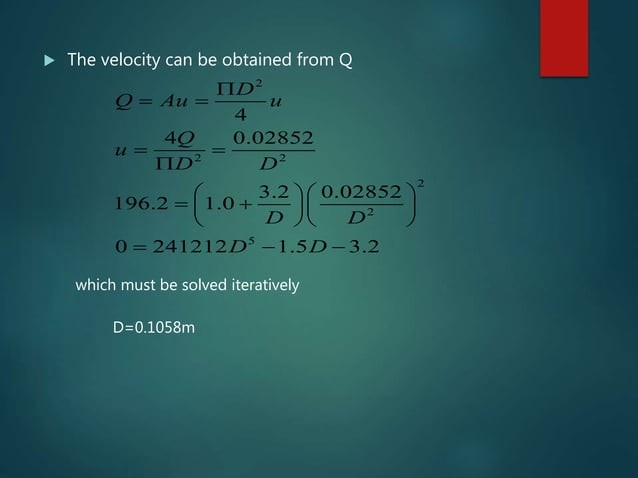 The velocity can be obtained from Q
Q = Au = ΠD²/4 u
u = 4Q/ΠD² = 0.02852/D²
196.2 = (1.0 + 3.2/D)(0.02852/D²)²
0 = 241212D⁵ −1.5D −3.2
which must be solved iteratively
D=0.1058m